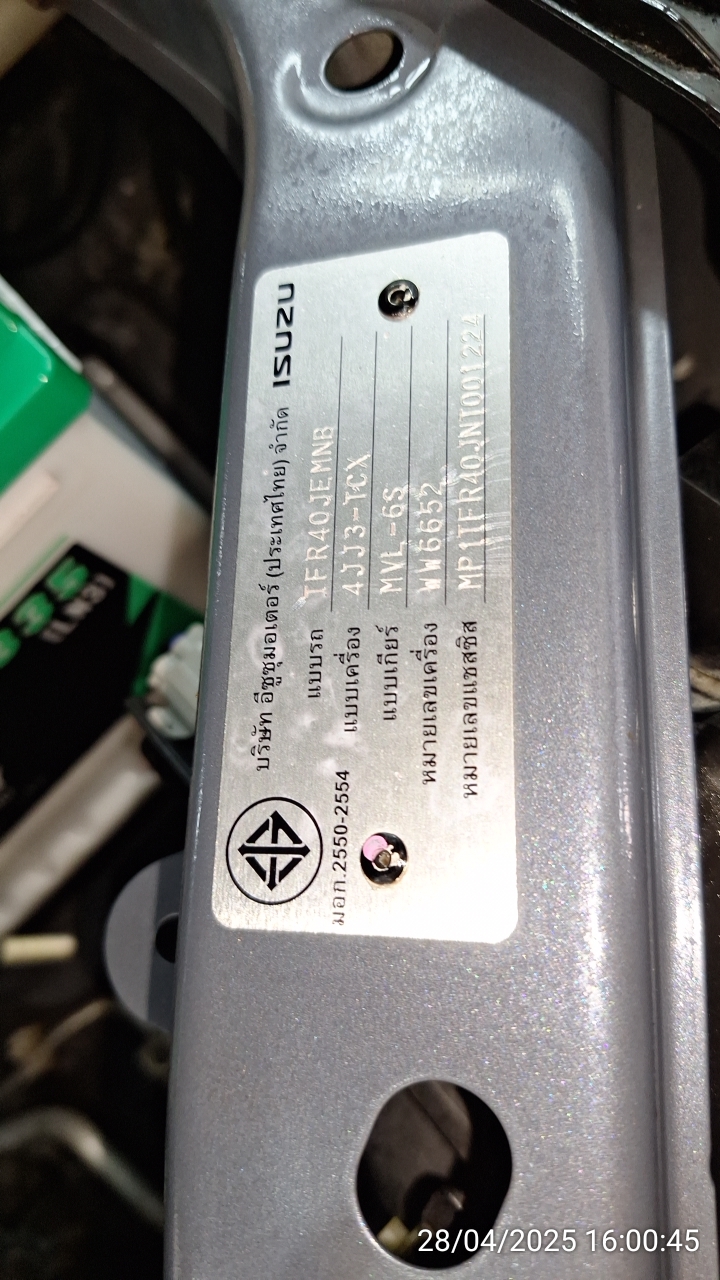 บริษัท อีซูซุมอเตอร์ (ประเทศไทย) จำกัด ISUZU
แบบรถ TFR40JEMNB
แบบเครื่อง 4JJ3-TCX
แบบเกียร์ MVL-6S
หมายเลขเครื่อง WW6652
หมายเลขแชสซิส MP1TFR40JNT001224
มอก.2550-2554
835
(LN3)
28/04/2025 16:00:45